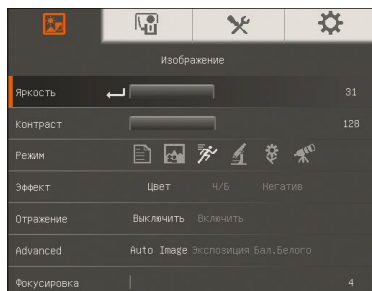 Изображение
Яркость 31
Контраст 128
Режим
Эффект Цвет Ч/Б Негатив
Отражение Выключить Включить
Advanced Auto Image Экспозиция Бал.Белого
Фокусировка 4